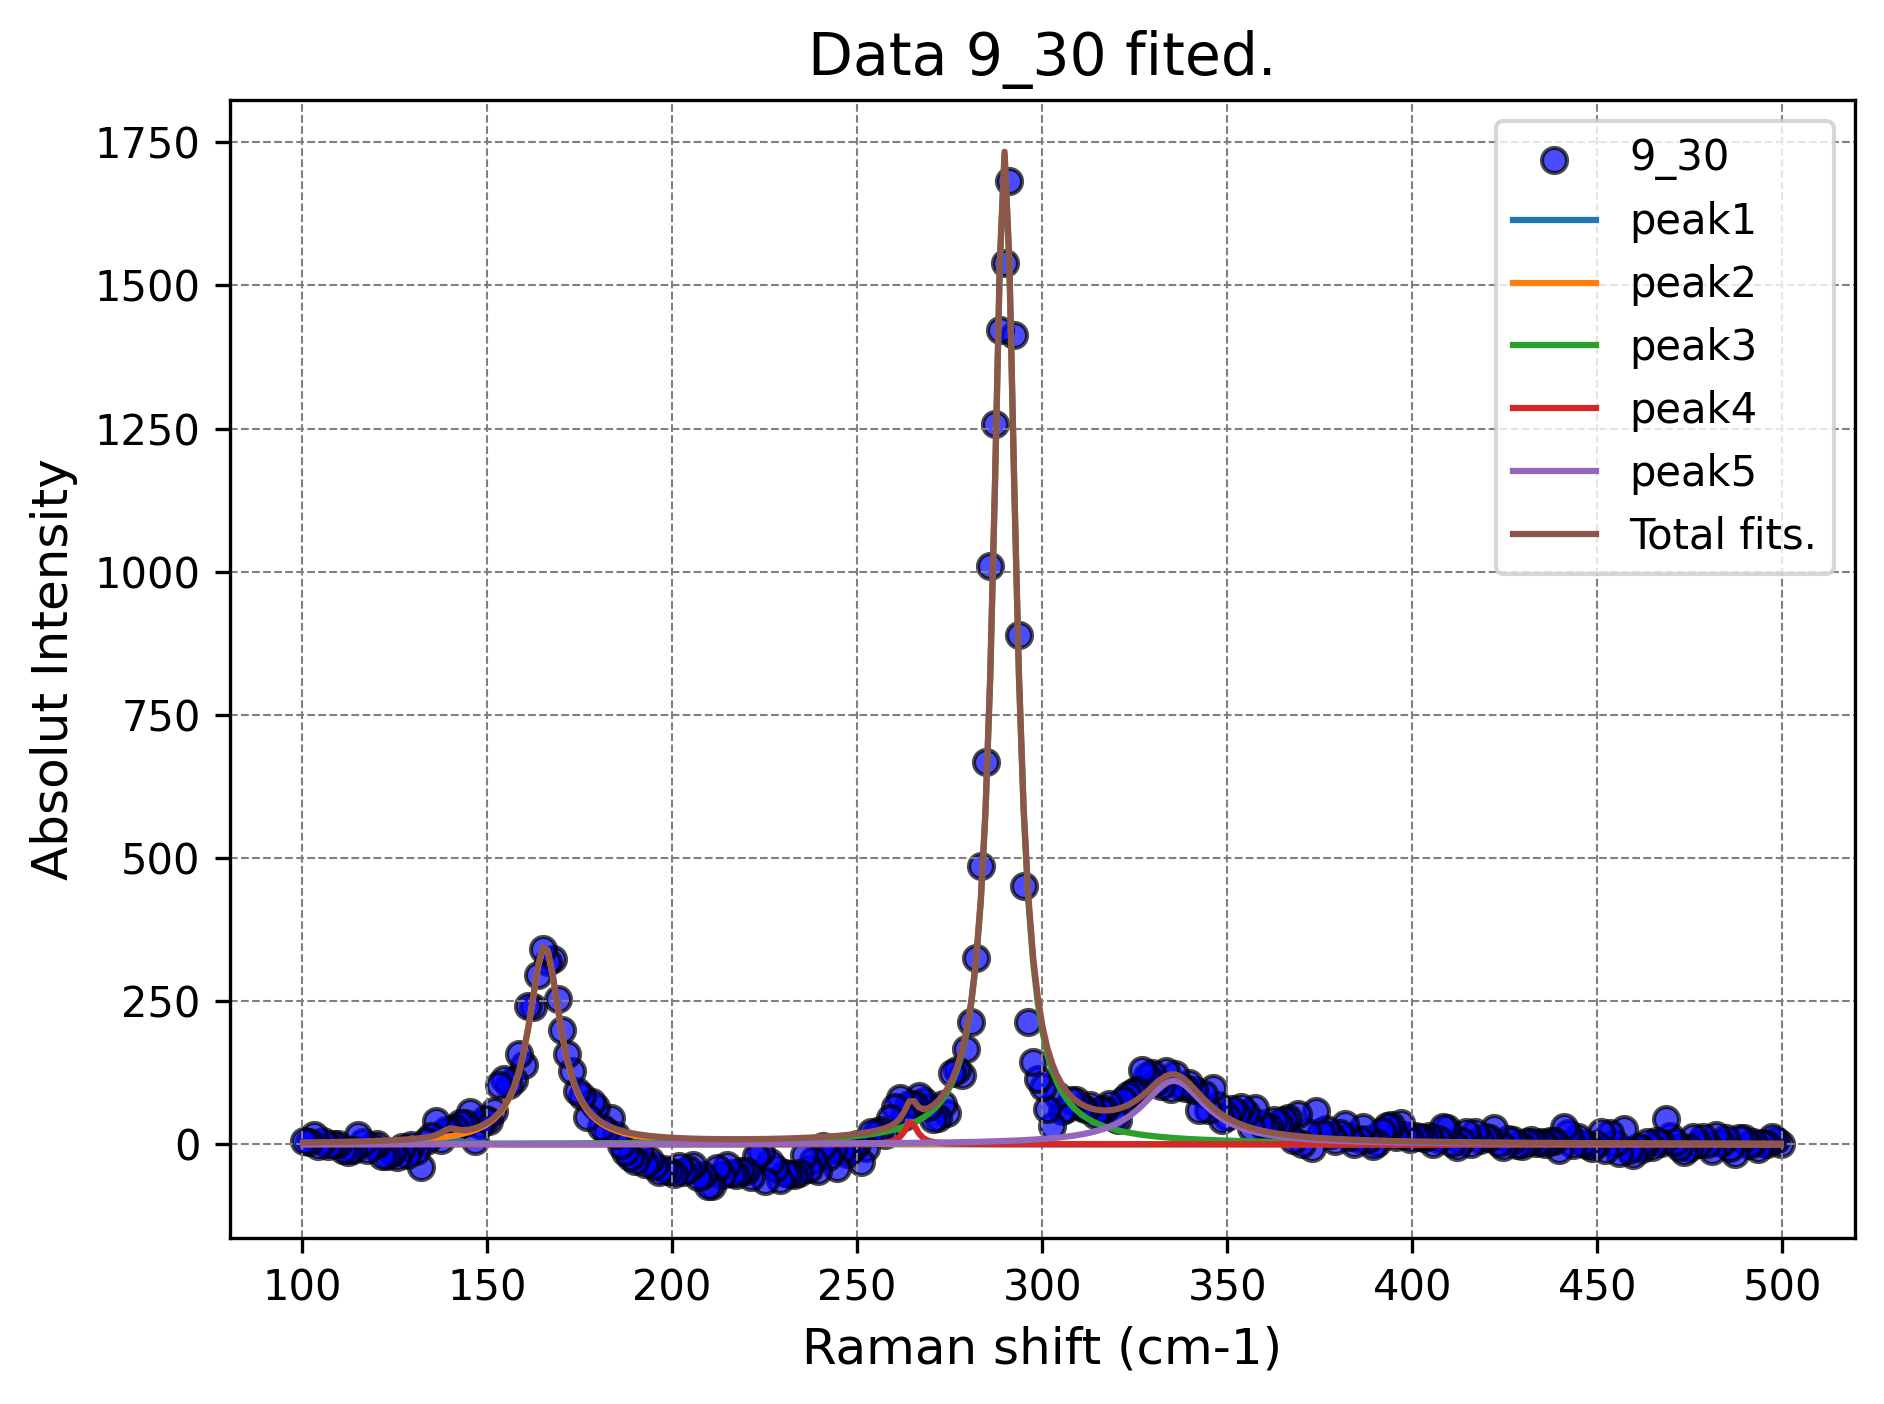 Data 9_30 fited.
1750
1500
1250
1000
750
500
250
0
Absolut Intensity
100 150 200 250 300 350 400 450 500
Raman shift (cm-1)
9_30
peak1
peak2
peak3
peak4
peak5
Total fits.